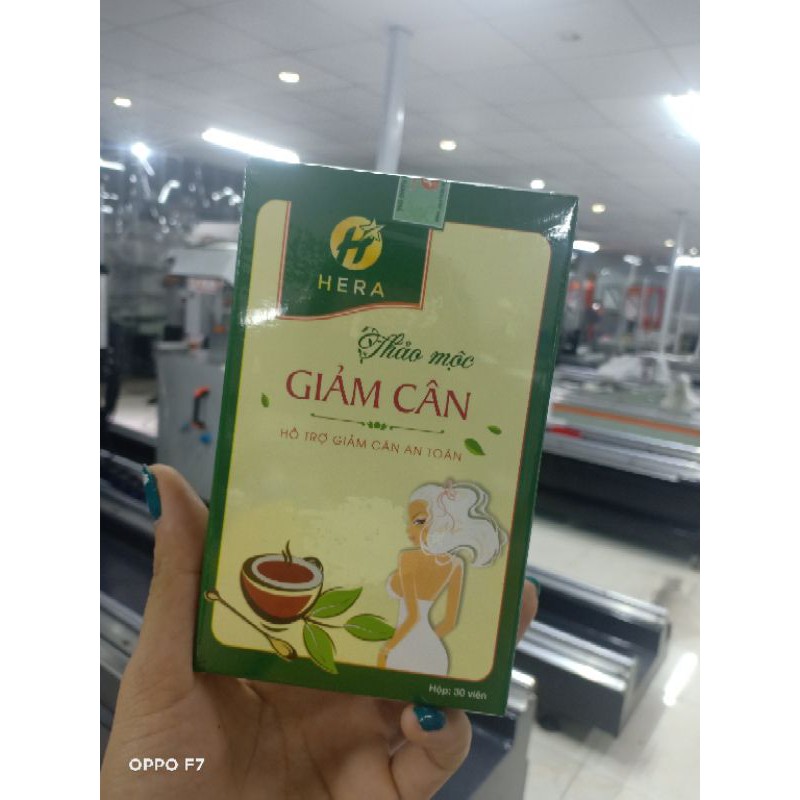 HERA
Thảo mộc
GIẢM CÂN
HỖ TRỢ GIẢM CÂN AN TOÀN
Hộp: 30 viên
OPPO F7